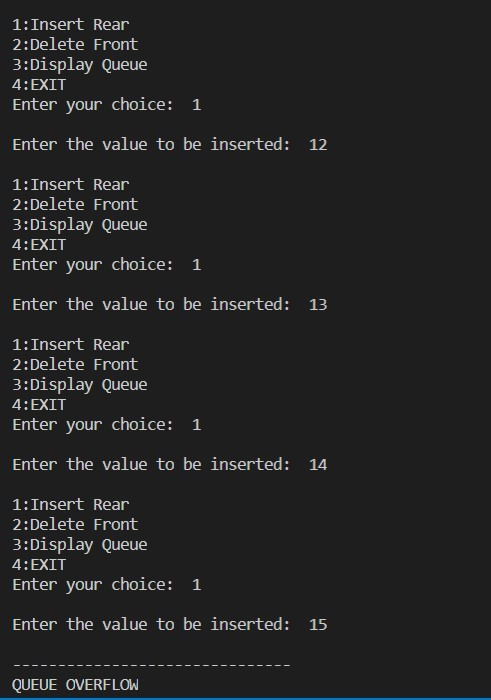 1:Insert Rear
2:Delete Front
3:Display Queue
4:EXIT
Enter your choice:  1
Enter the value to be inserted:  12
1:Insert Rear
2:Delete Front
3:Display Queue
4:EXIT
Enter your choice:  1
Enter the value to be inserted:  13
1:Insert Rear
2:Delete Front
3:Display Queue
4:EXIT
Enter your choice:  1
Enter the value to be inserted:  14
1:Insert Rear
2:Delete Front
3:Display Queue
4:EXIT
Enter your choice:  1
Enter the value to be inserted:  15
-------------------------------
QUEUE OVERFLOW